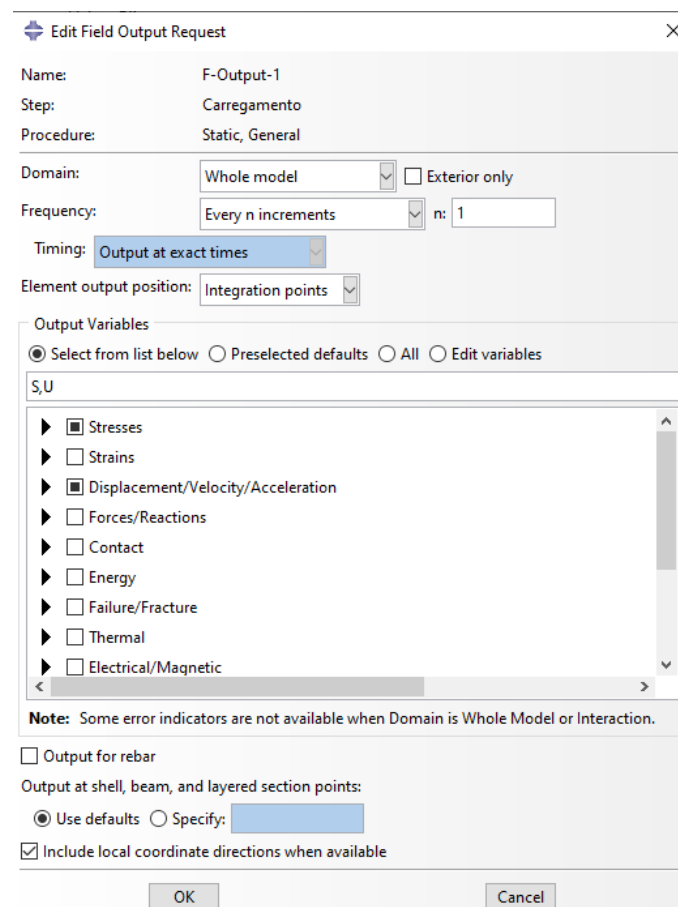 Edit Field Output Request
Name: F-Output-1
Step: Carregamento
Procedure: Static, General
Domain: Whole model Exterior only
Frequency: Every n increments n: 1
Timing: Output at exact times
Element output position: Integration points
Output Variables
Select from list below Preselected defaults All Edit variables
S,U
Stresses
Strains
Displacement/Velocity/Acceleration
Forces/Reactions
Contact
Energy
Failure/Fracture
Thermal
Electrical/Magnetic
Note: Some error indicators are not available when Domain is Whole Model or Interaction.
Output for rebar
Output at shell, beam, and layered section points:
Use defaults Specify:
Include local coordinate directions when available
OK Cancel